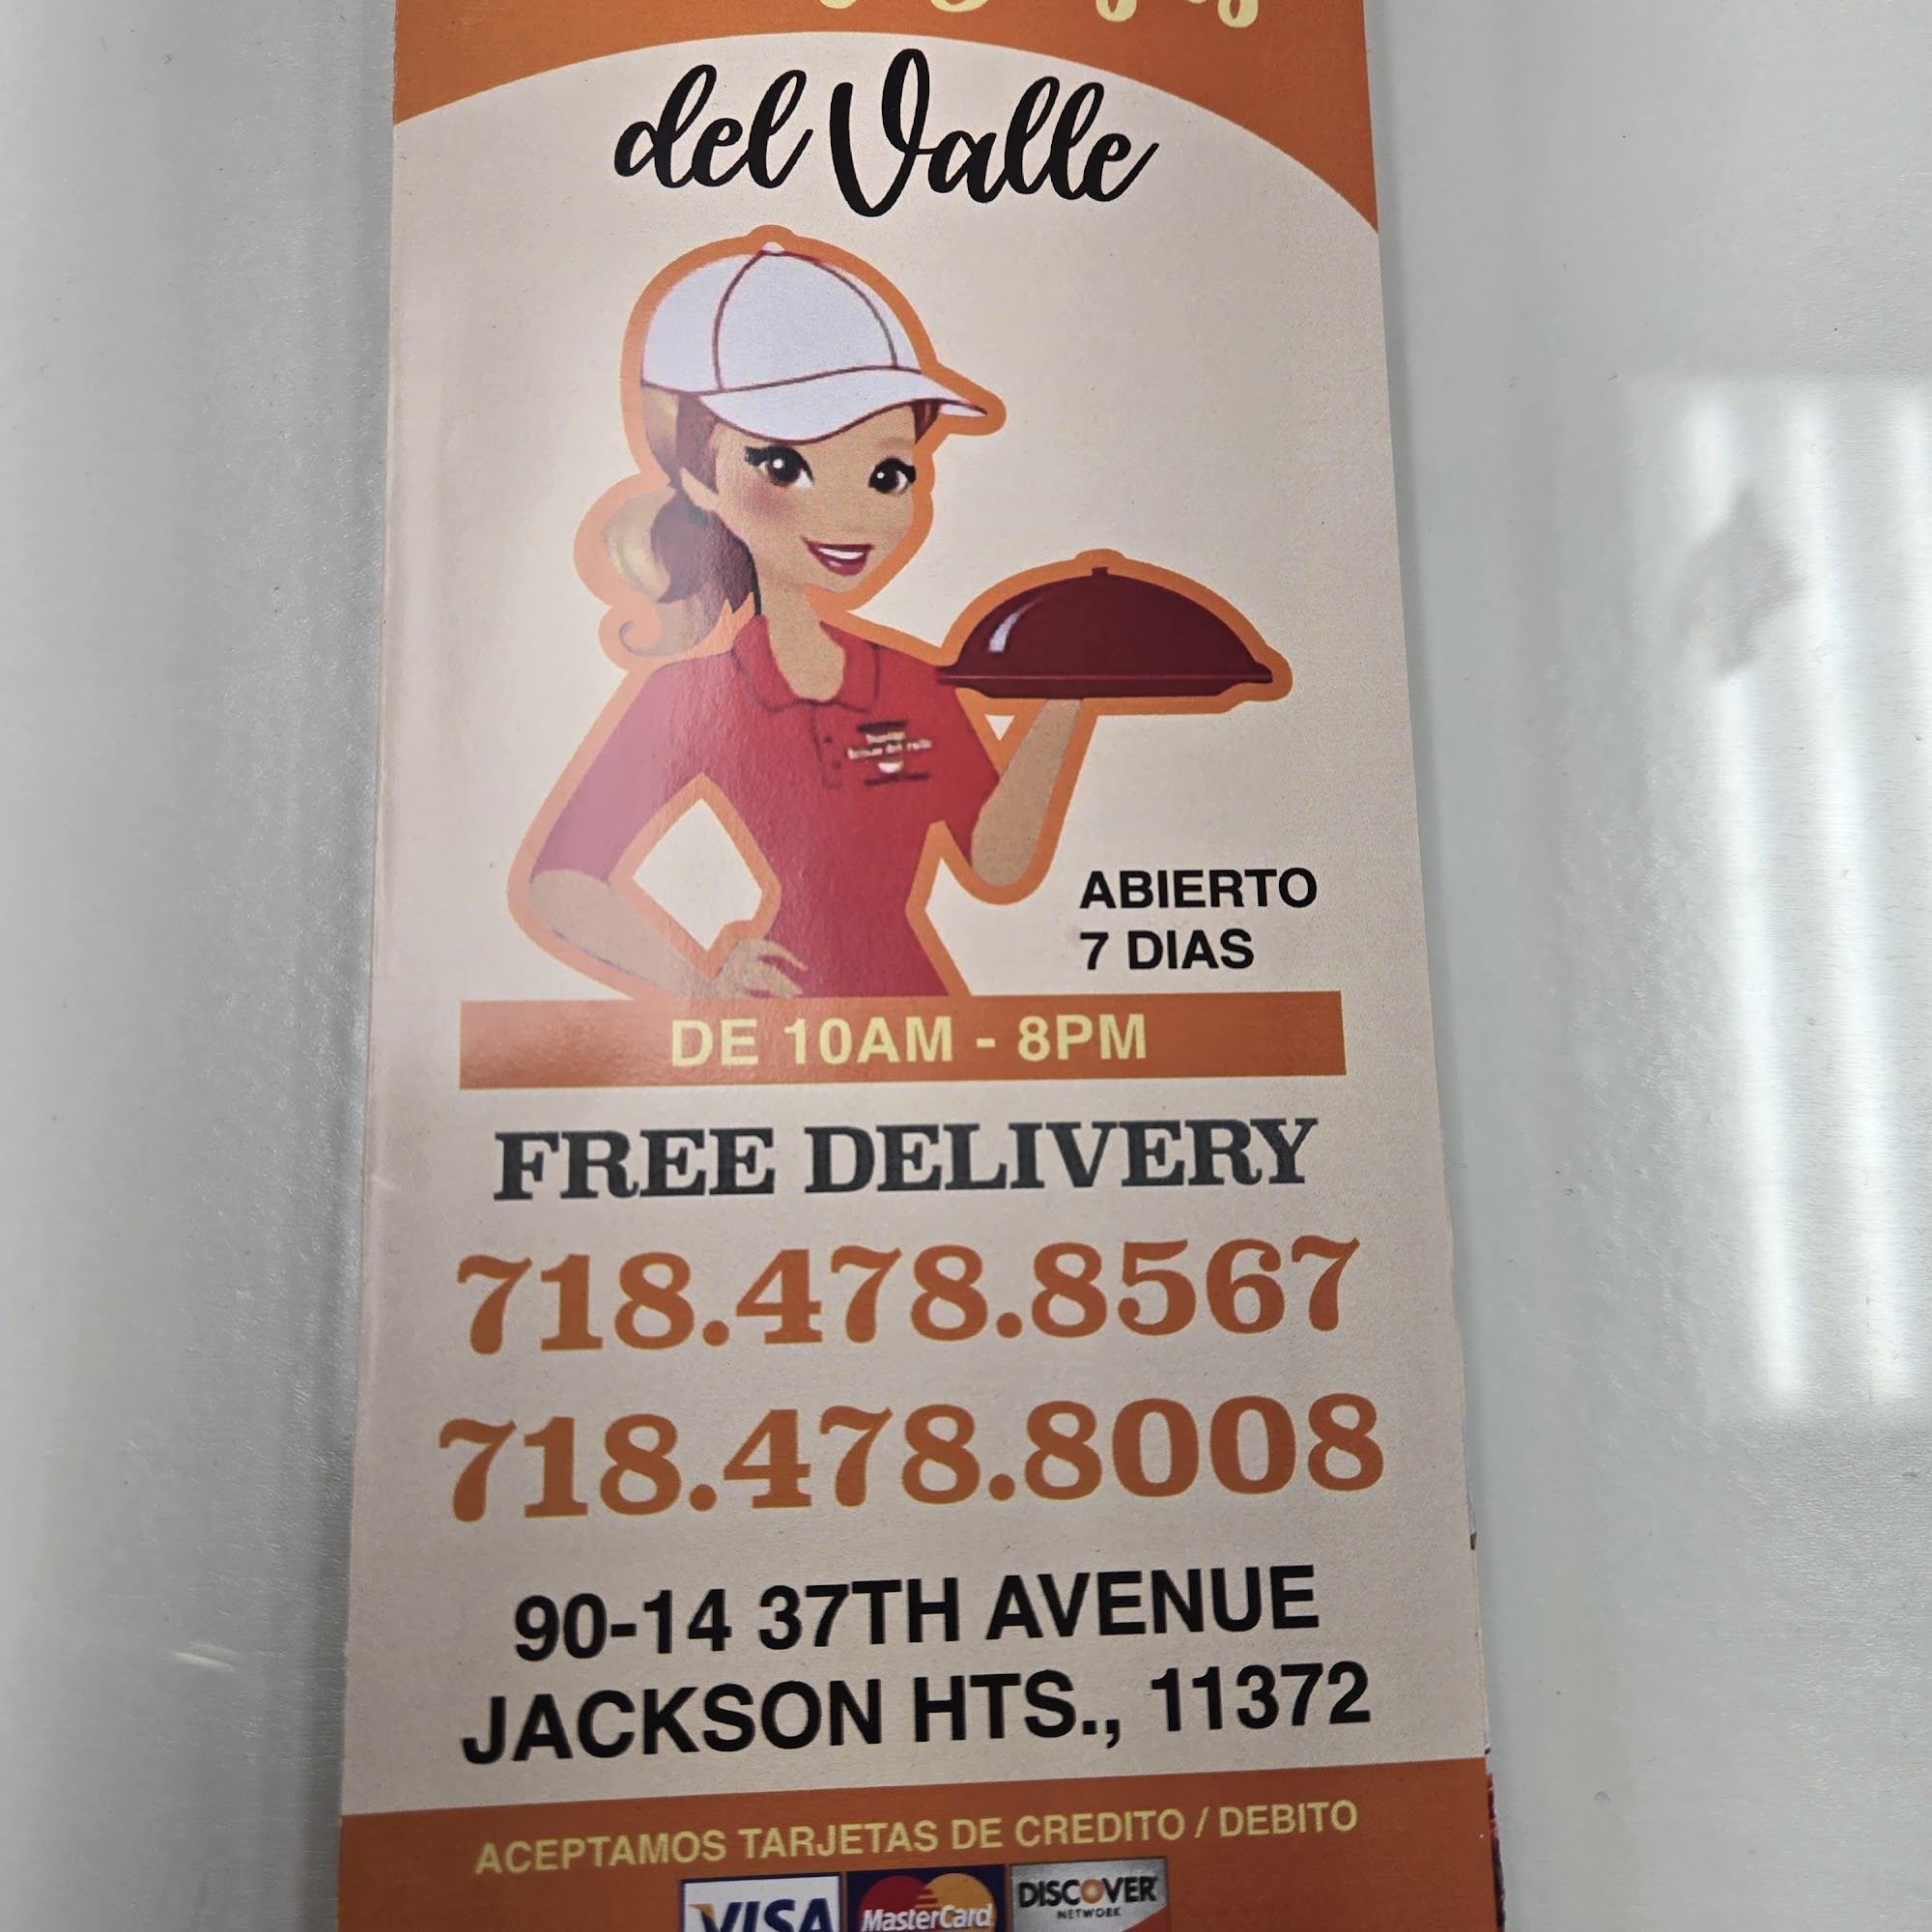 del Valle
ABIERTO
7 DIAS
DE 10AM - 8PM
FREE DELIVERY
718.478.8567
718.478.8008
90-14 37TH AVENUE
JACKSON HTS., 11372
ACEPTAMOS TARJETAS DE CREDITO / DEBITO
VISA MasterCard DISCOVER
NETWORK